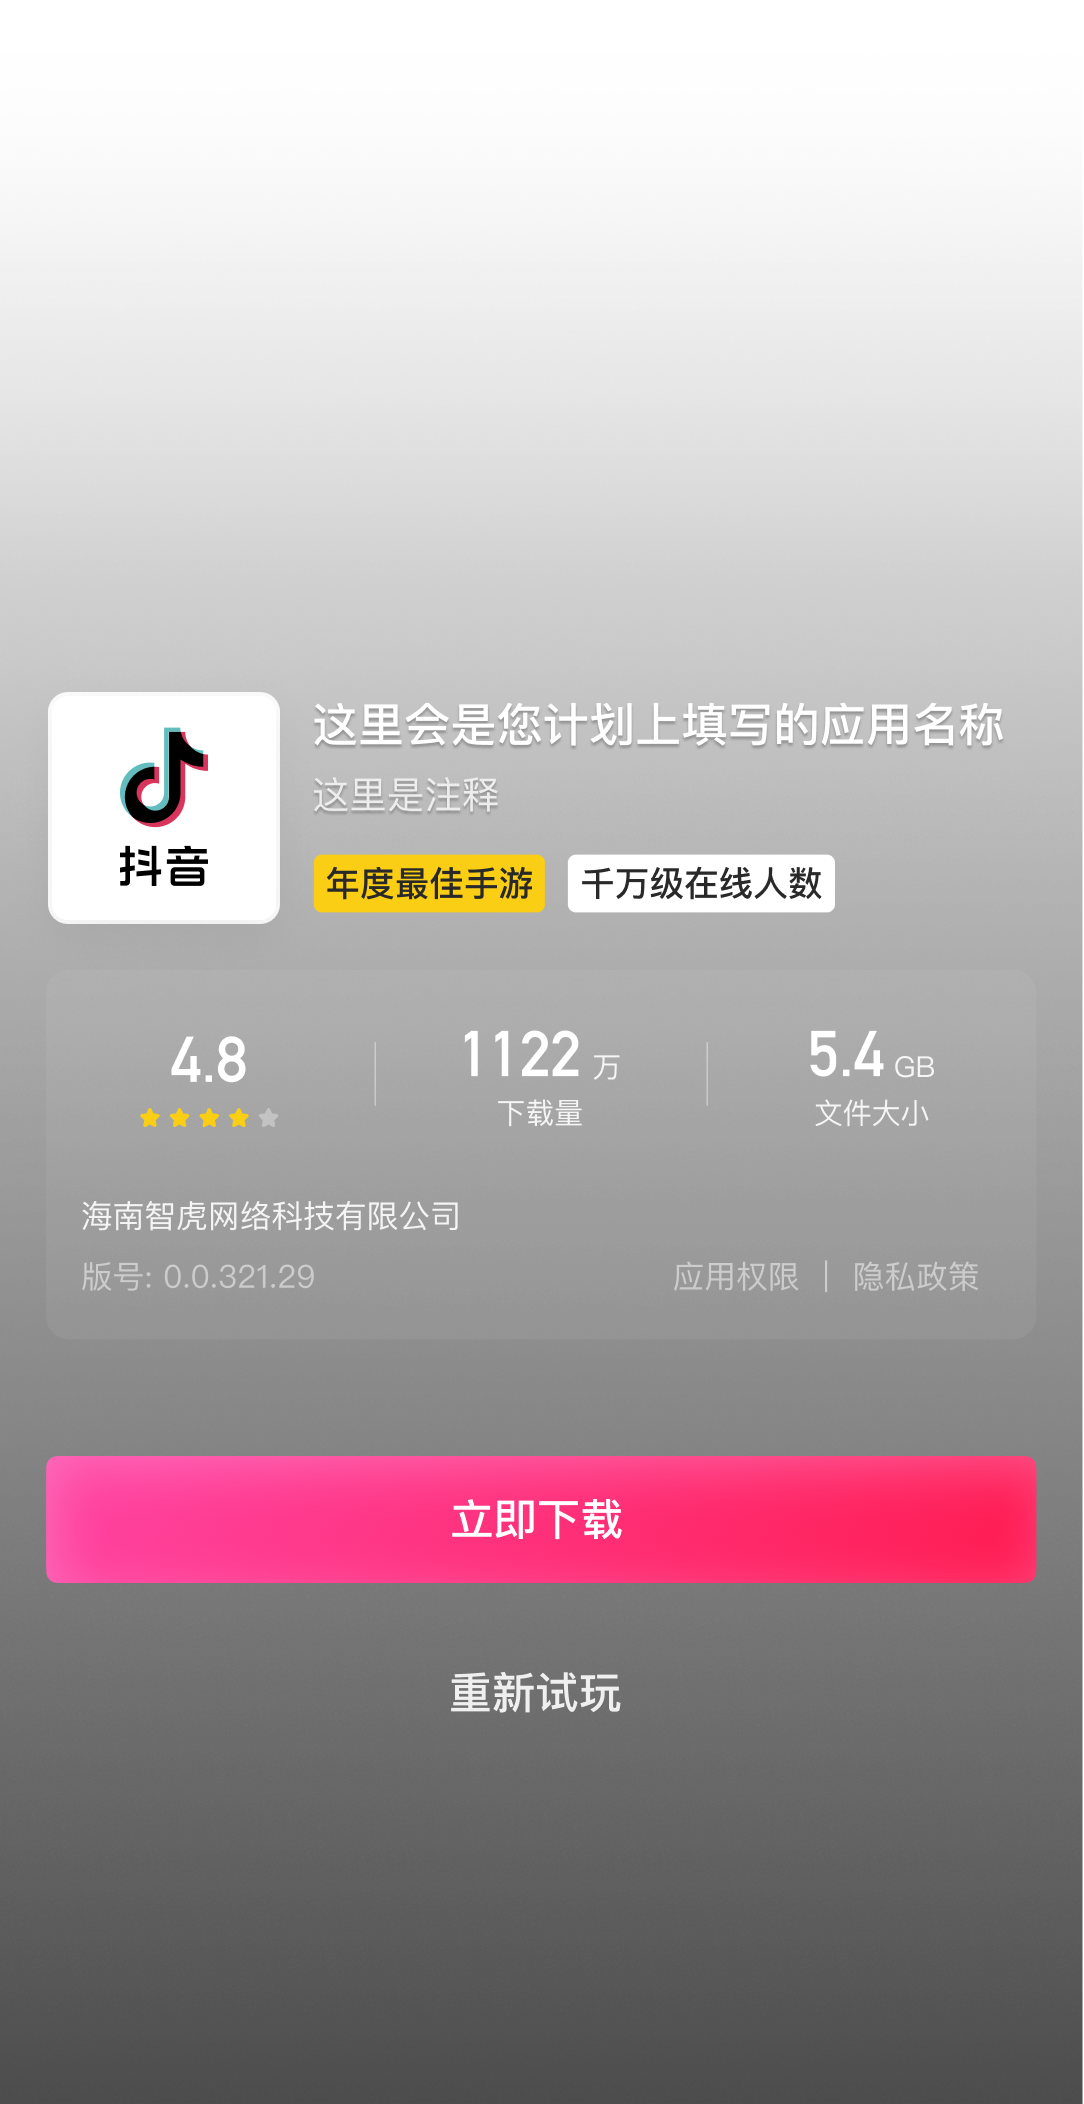 抖音
这里会是您计划上填写的应用名称
这里是注释
年度最佳手游 千万级在线人数
4.8 1122 万 5.4 GB
下载量 文件大小
海南智虎网络科技有限公司
版号: 0.0.321.29 应用权限 | 隐私政策
立即下载
重新试玩